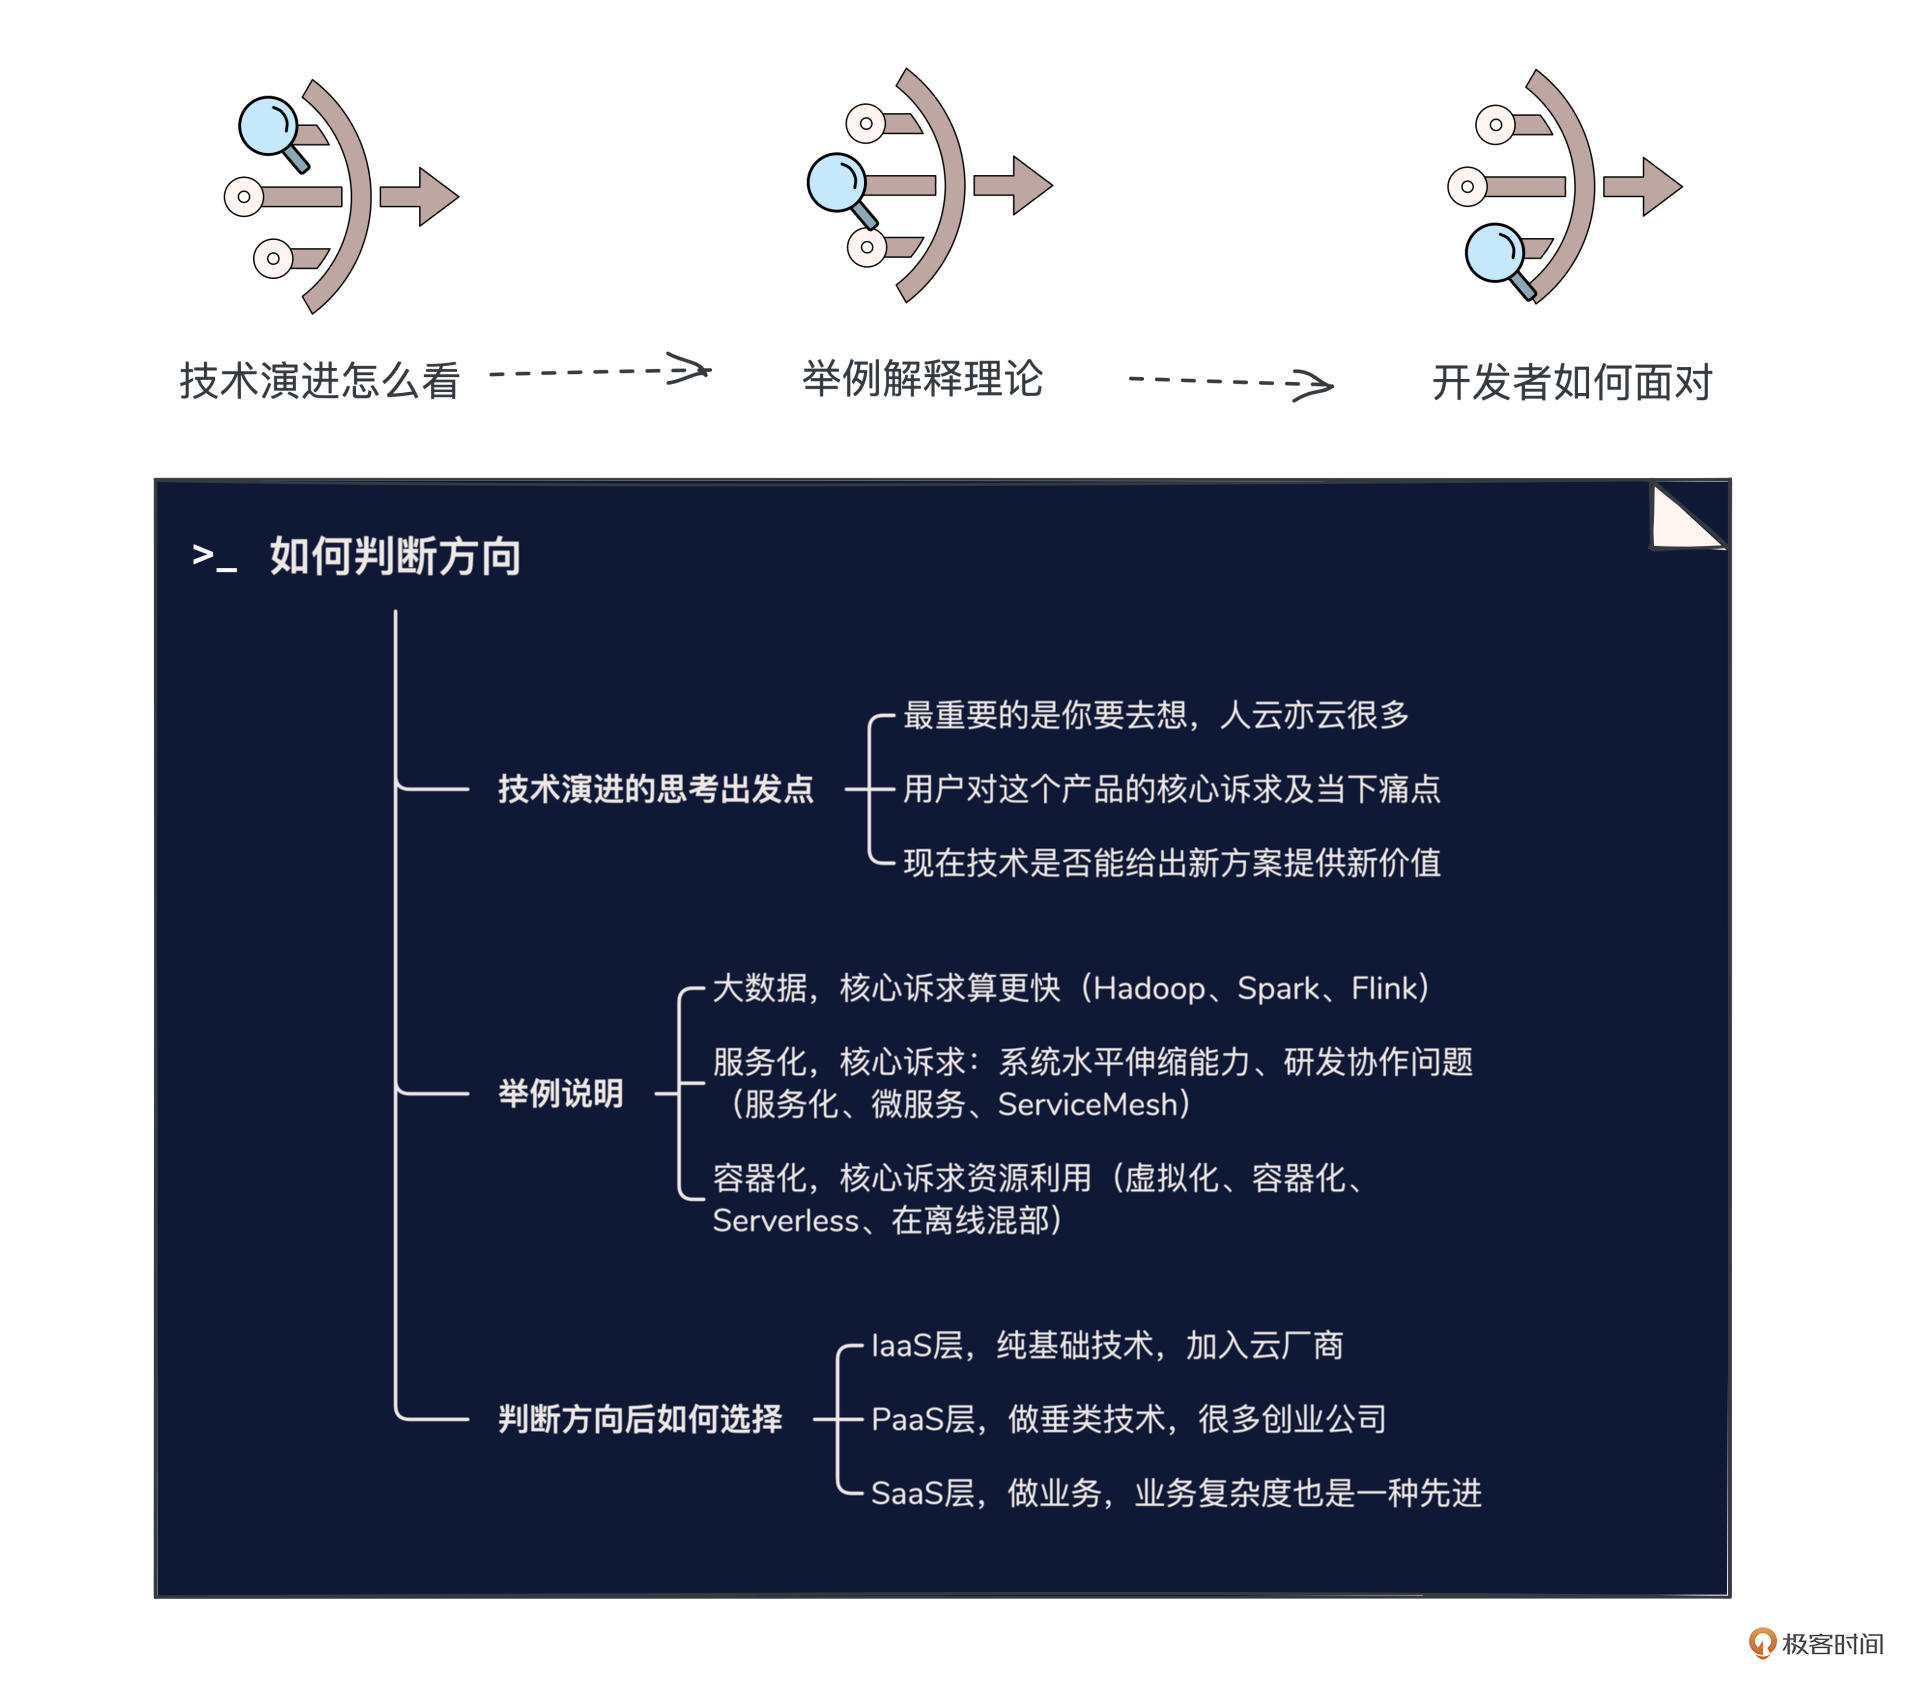 技术演进怎么看
举例解释理论
开发者如何面对
>_ 如何判断方向
技术演进的思考出发点
最重要的是你要去想，人云亦云很多
用户对这个产品的核心诉求及当下痛点
现在技术是否能给出新方案提供新价值
举例说明
大数据，核心诉求算更快（Hadoop、Spark、Flink）
服务化，核心诉求：系统水平伸缩能力、研发协作问题
（服务化、微服务、ServiceMesh）
容器化，核心诉求资源利用（虚拟化、容器化、
Serverless、在离线混部）
判断方向后如何选择
IaaS层，纯基础技术，加入云厂商
PaaS层，做垂类技术，很多创业公司
SaaS层，做业务，业务复杂度也是一种先进
极客时间